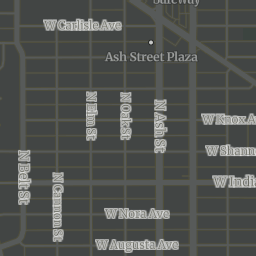 Safeway
W Carlisle Ave
Ash Street Plaza
N Elm St
N Oak St
N Ash St
W Knox A
W Shann
N Belt St
N Cannon St
W India
W Nora Ave
W Augusta Ave